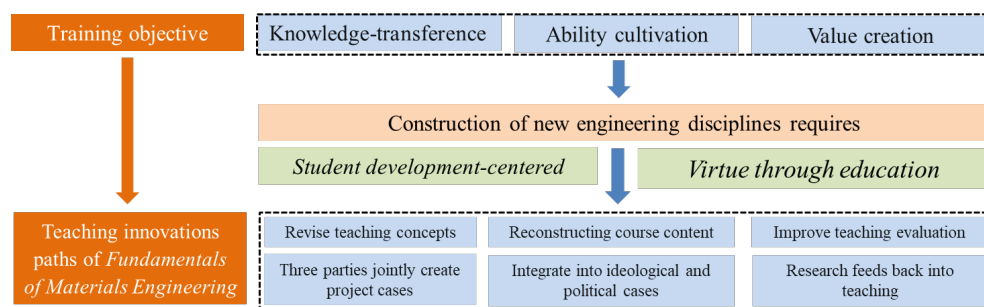 Training objective
Knowledge-transference
Ability cultivation
Value creation
Construction of new engineering disciplines requires
Student development-centered
Virtue through education
Teaching innovations
paths of Fundamentals
of Materials Engineering
Revise teaching concepts
Reconstructing course content
Improve teaching evaluation
Three parties jointly create
project cases
Integrate into ideological and
political cases
Research feeds back into
teaching